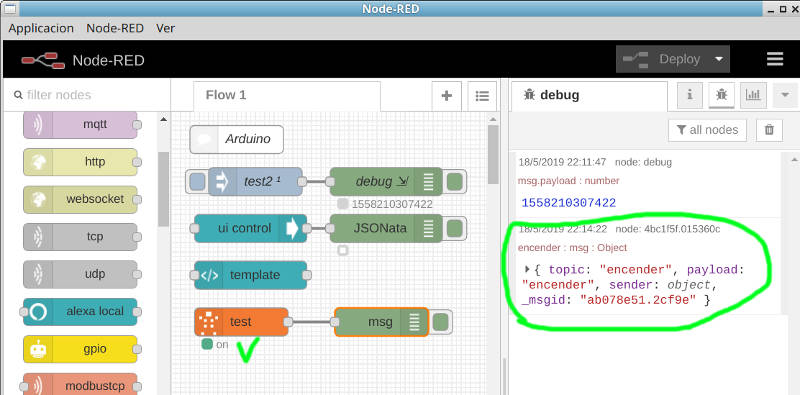 Node-RED
Applicacion Node-RED Ver
Node-RED
Deploy
filter nodes
mqtt
http
websocket
tcp
udp
alexa local
gpio
modbustcp
Flow 1
Arduino
test2 ¹
debug
1558210307422
ui control
JSONata
template
test
on
msg
debug
i
all nodes
18/5/2019 22:11:47 node: debug
msg.payload : number
1558210307422
18/5/2019 22:14:22 node: 4bc1f5f.015360c
encender : msg : Object
{ topic: "encender", payload:
"encender", sender: object,
_msgid: "ab078e51.2cf9e" }